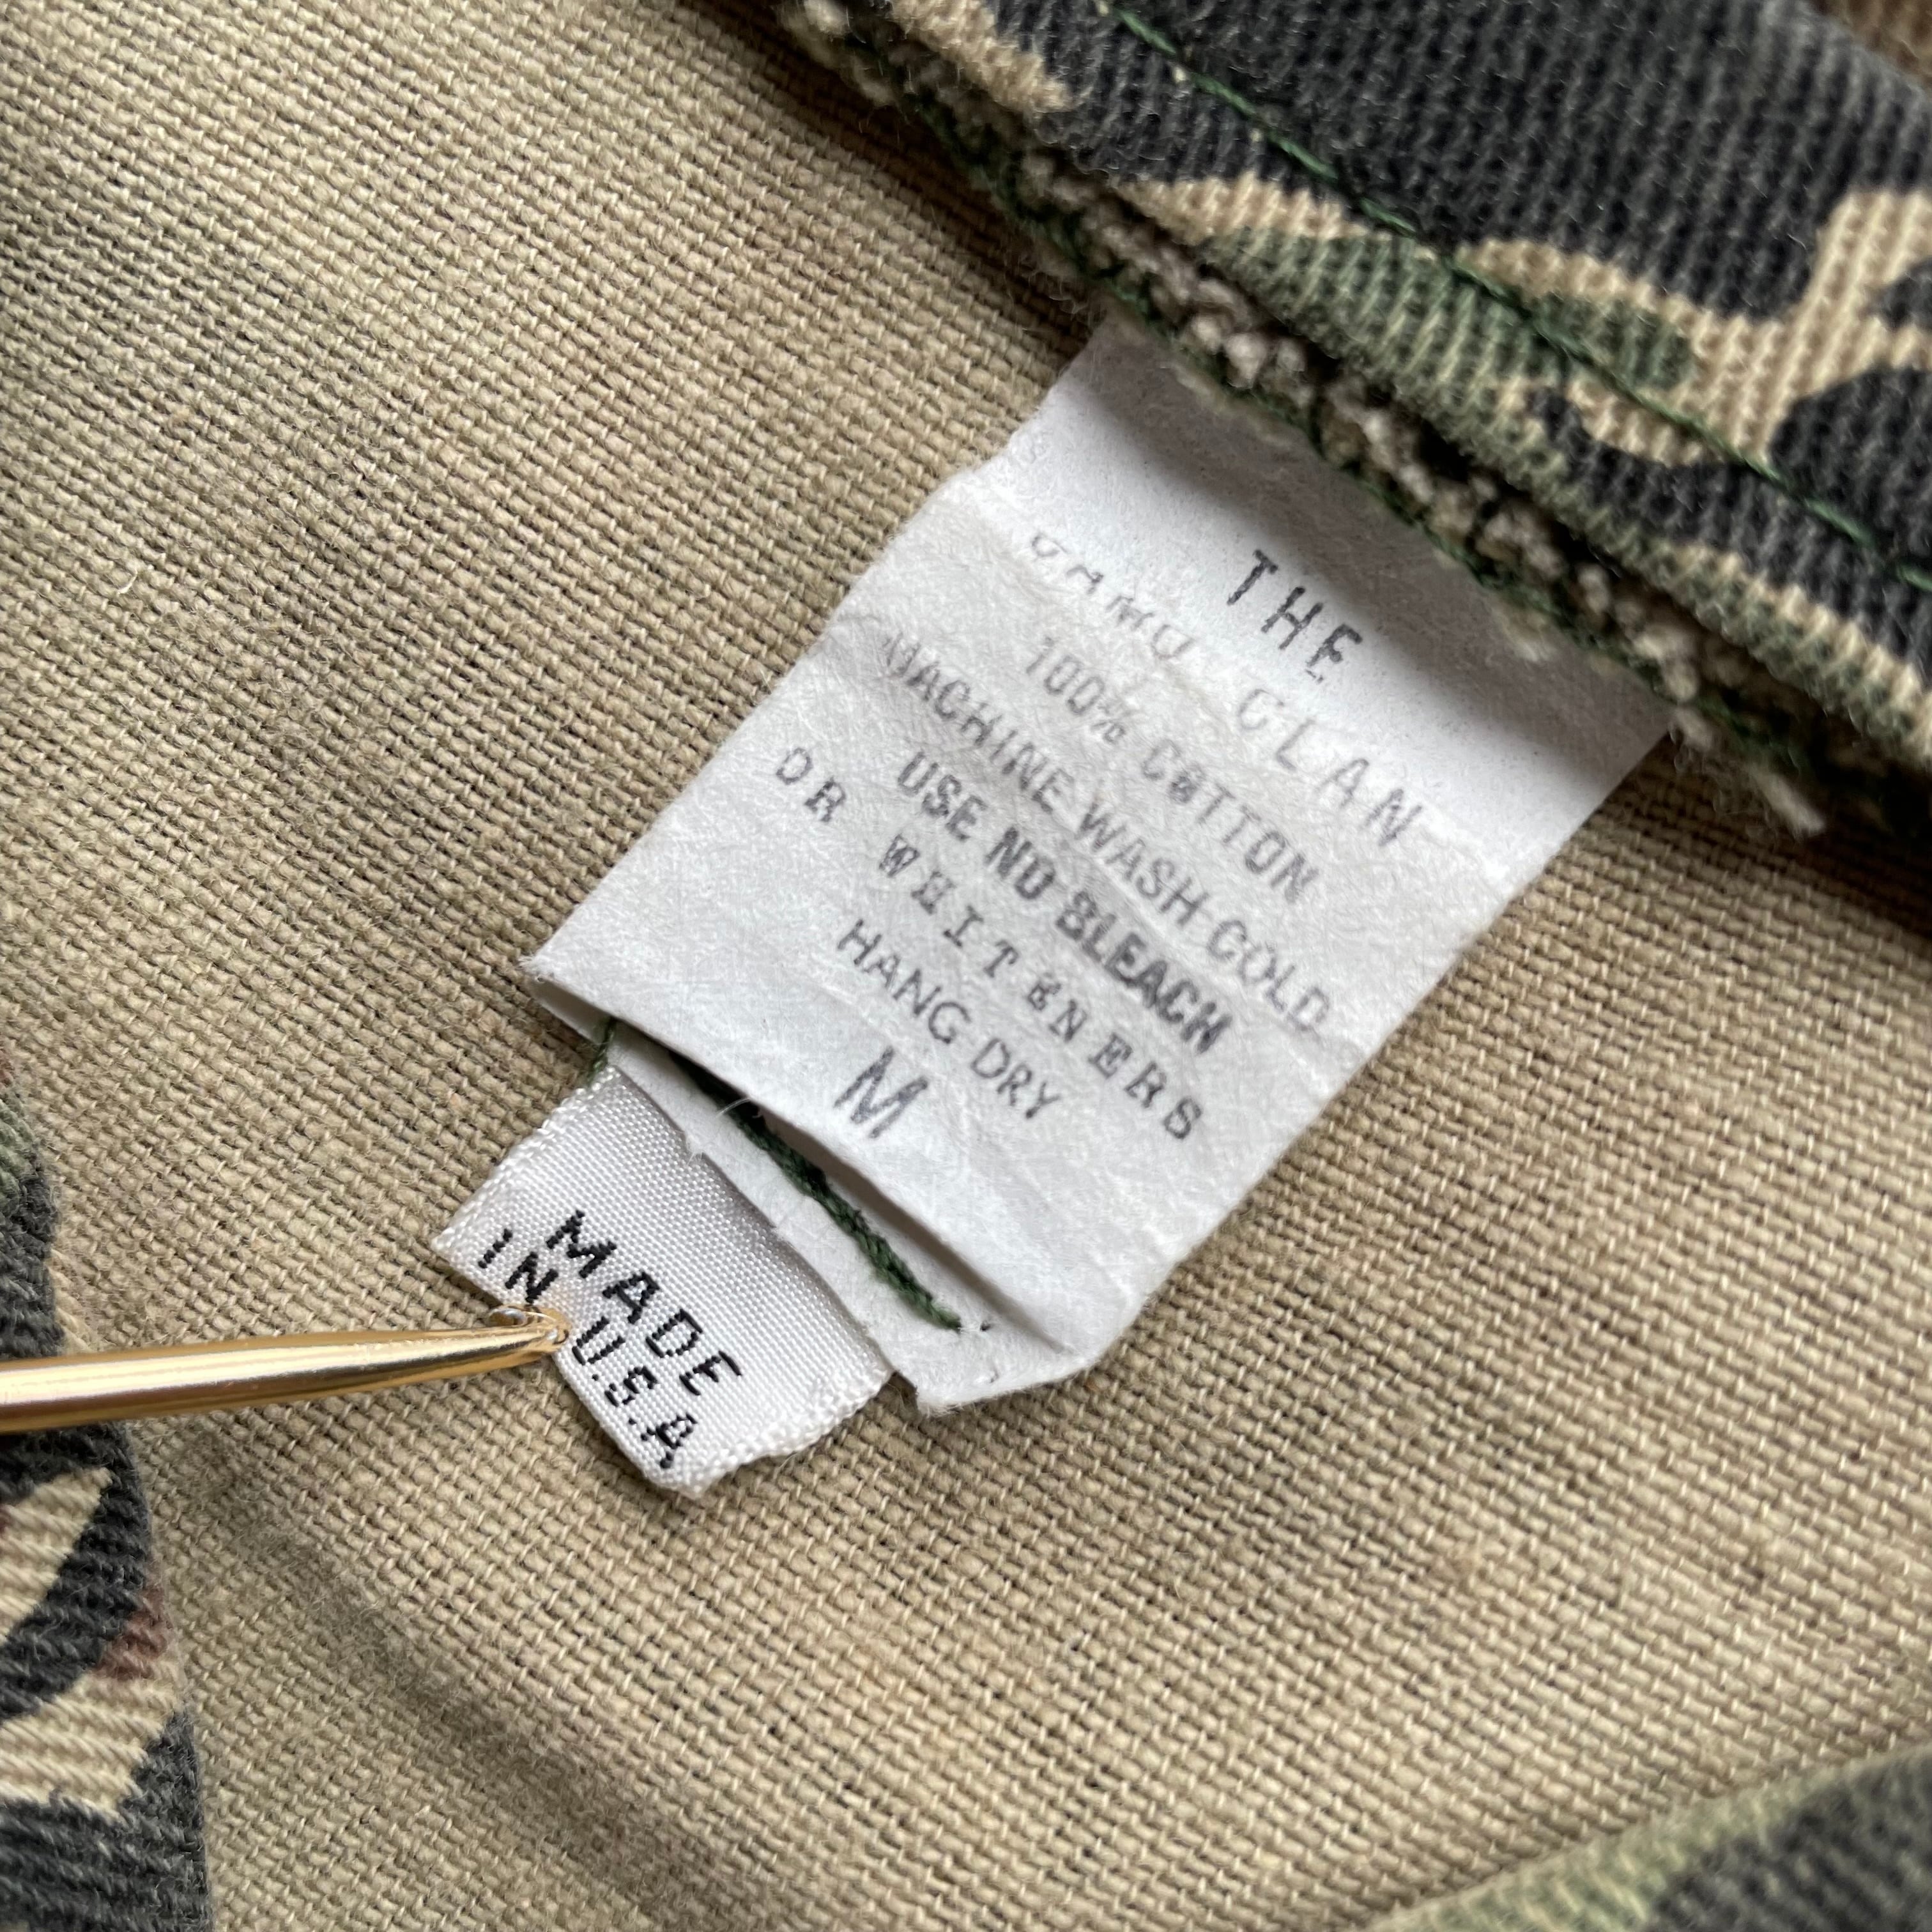 THE
CAMO CLAN
100% COTTON
MACHINE WASH COLD
USE NO BLEACH
OR WHITENERS
HANG DRY
M
MADE
IN U.S.A